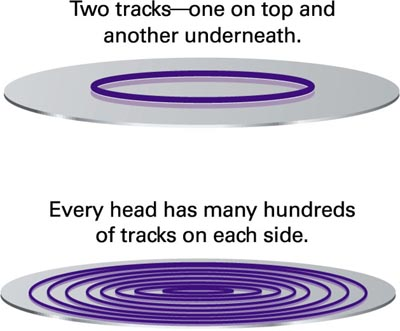 Two tracks—one on top and
another underneath.
Every head has many hundreds
of tracks on each side.